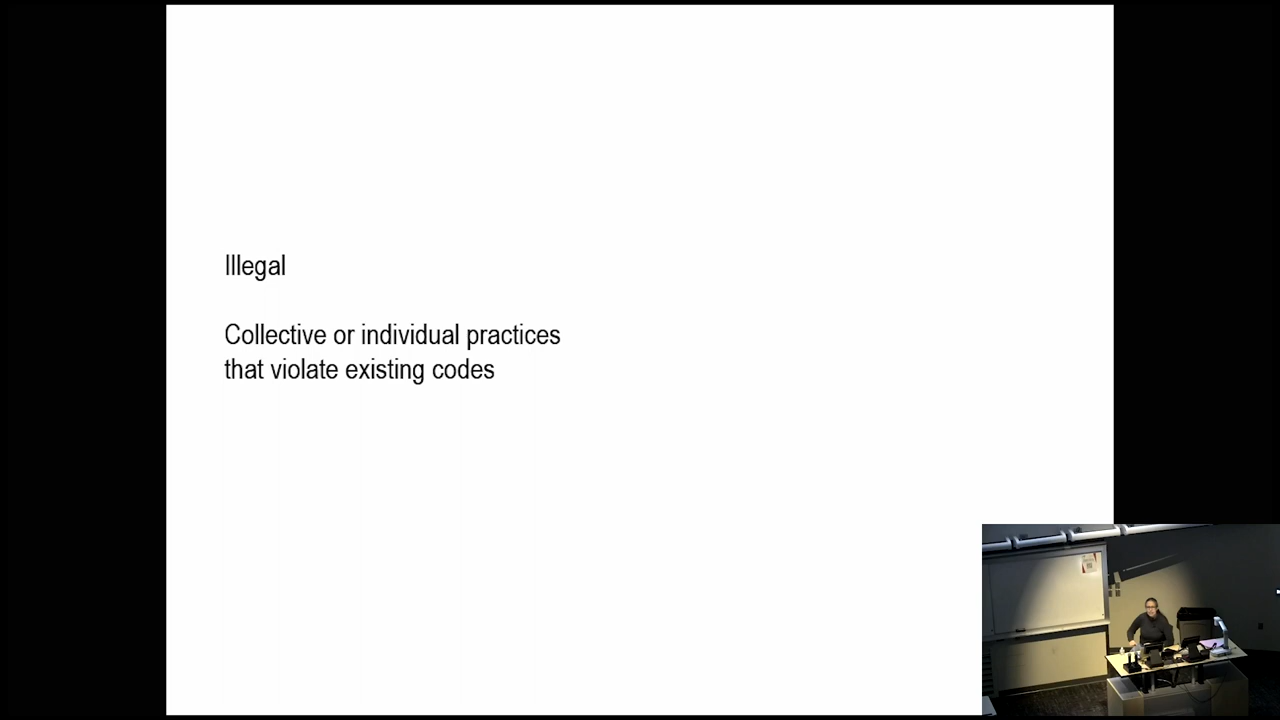 Illegal
Collective or individual practices
that violate existing codes